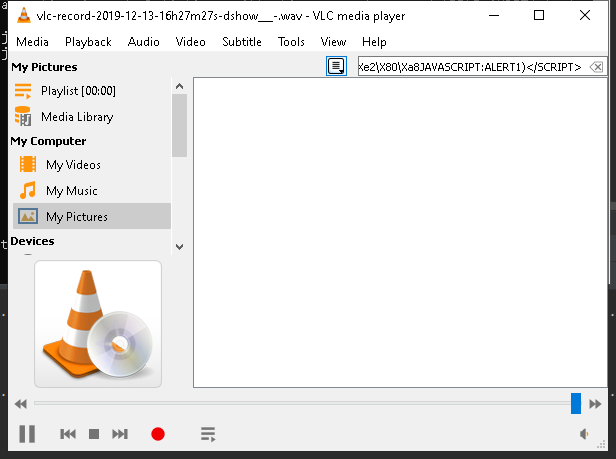 vlc-record-2019-12-13-16h27m27s-dshow___-.wav - VLC media player
Media Playback Audio Video Subtitle Tools View Help
My Pictures
Xe2\X80\Xa8JAVASCRIPT:ALERT1)</SCRIPT>
Playlist [00:00]
Media Library
My Computer
My Videos
My Music
My Pictures
Devices